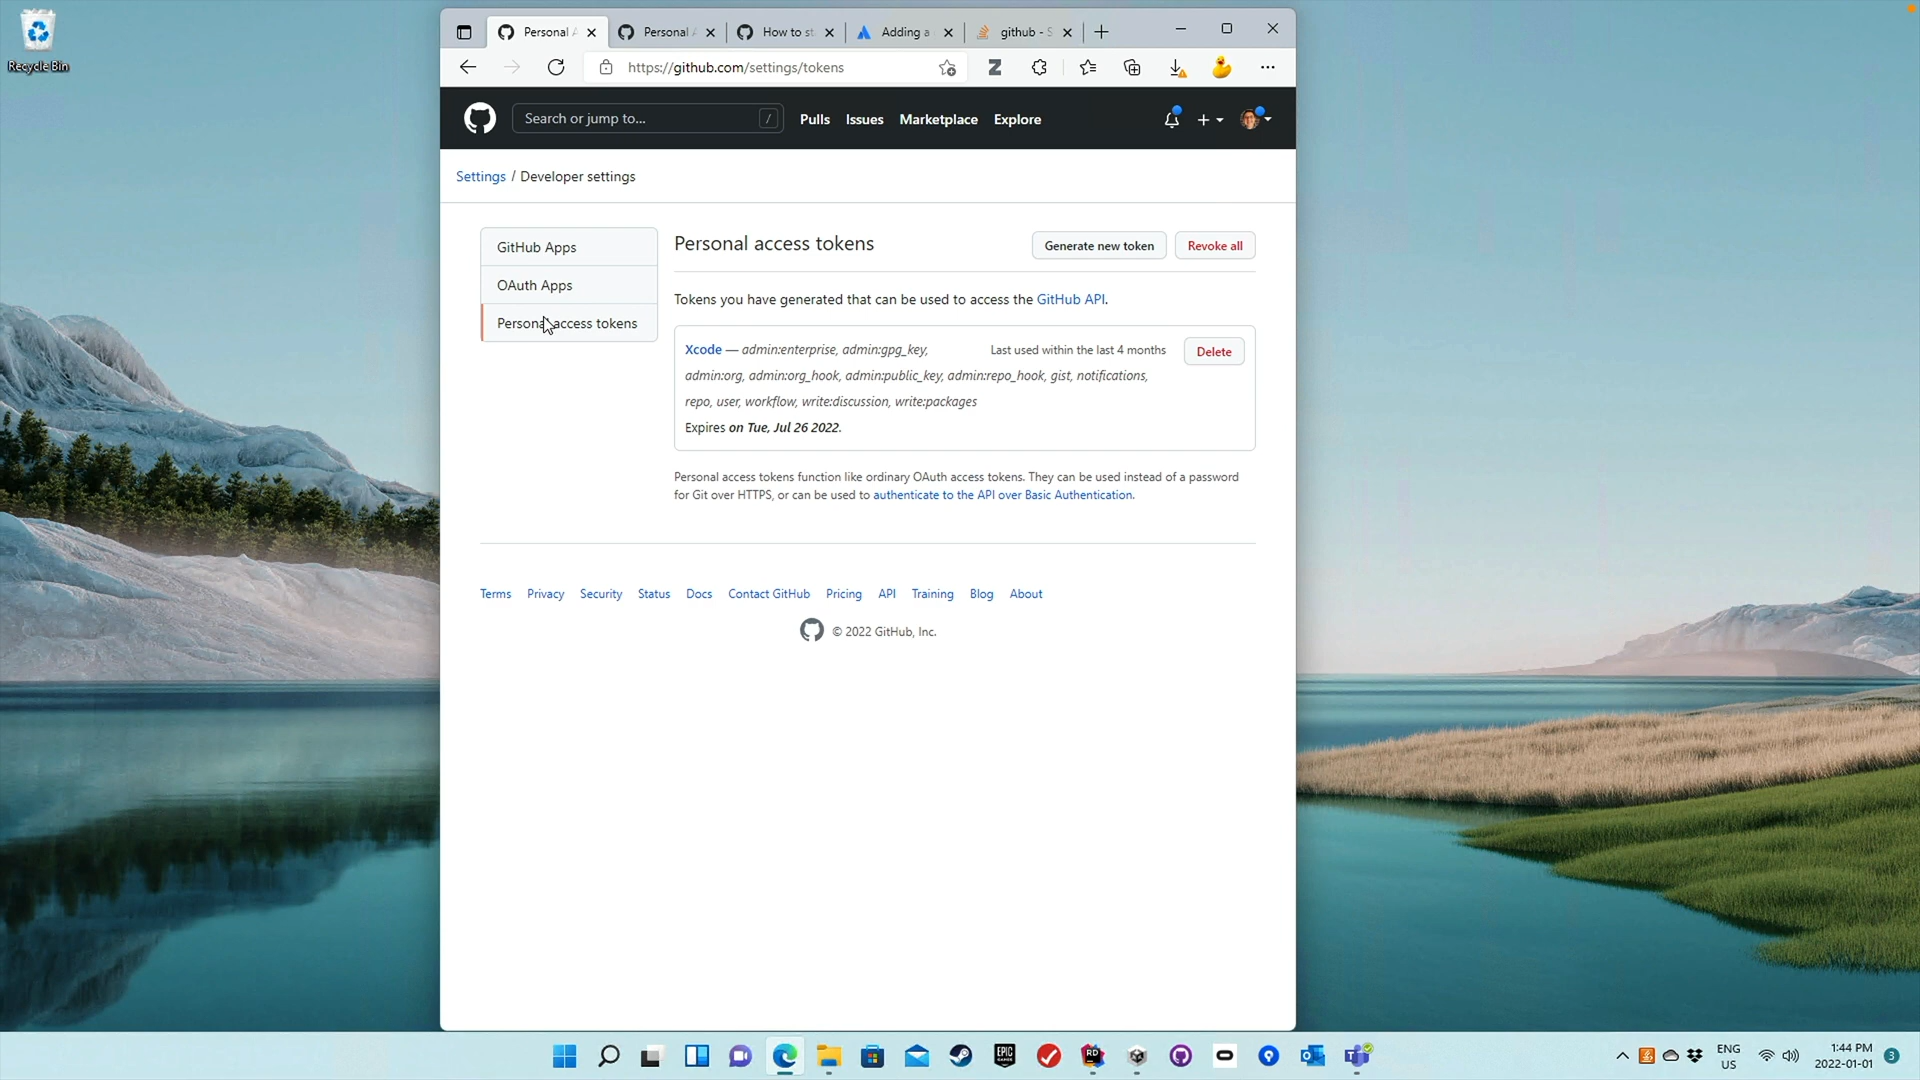 Recycle Bin
Personal A
Personal A
How to st
Adding a
github - S
https://github.com/settings/tokens
Search or jump to...
/
Pulls
Issues
Marketplace
Explore
Settings / Developer settings
GitHub Apps
OAuth Apps
Personal access tokens
Personal access tokens
Generate new token
Revoke all
Tokens you have generated that can be used to access the GitHub API.
Xcode — admin:enterprise, admin:gpg_key,
Last used within the last 4 months
Delete
admin:org, admin:org_hook, admin:public_key, admin:repo_hook, gist, notifications,
repo, user, workflow, write:discussion, write:packages
Expires on Tue, Jul 26 2022.
Personal access tokens function like ordinary OAuth access tokens. They can be used instead of a password
for Git over HTTPS, or can be used to authenticate to the API over Basic Authentication.
Terms
Privacy
Security
Status
Docs
Contact GitHub
Pricing
API
Training
Blog
About
© 2022 GitHub, Inc.
EPIC
GAMES
RD
ENG
US
1:44 PM
2022-01-01
3